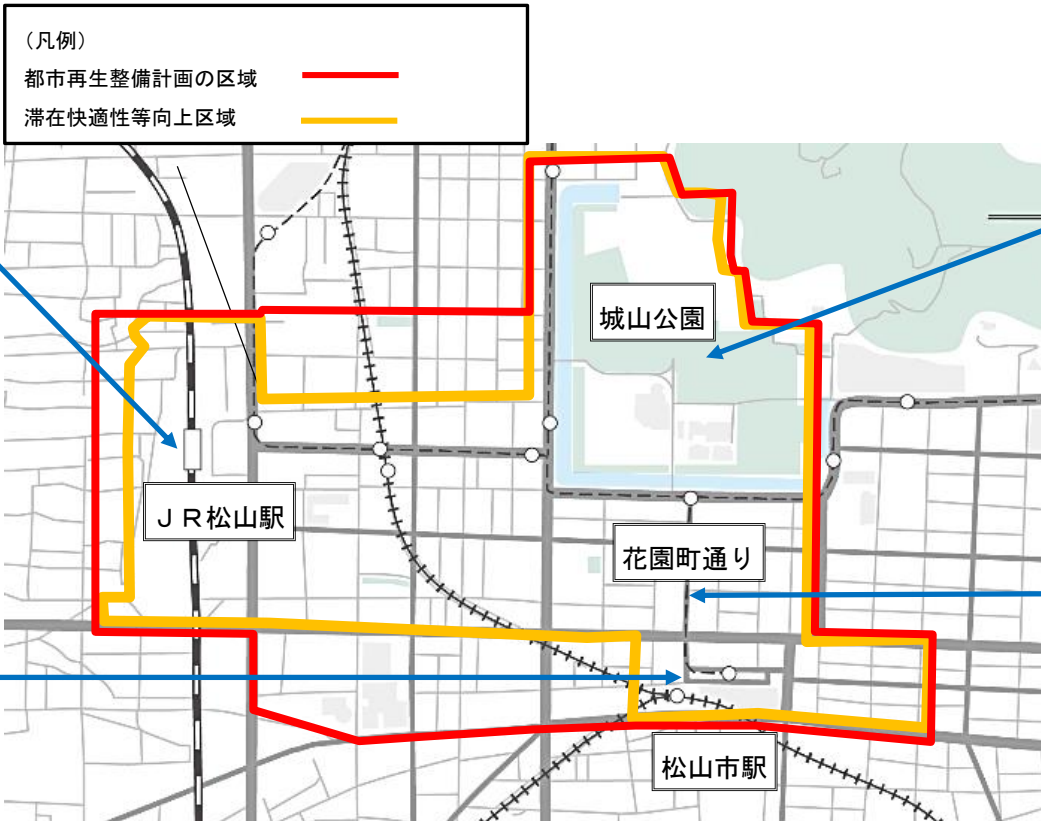 (凡例)
都市再生整備計画の区域
滞在快適性等向上区域
城山公園
JR松山駅
花園町通り
松山市駅